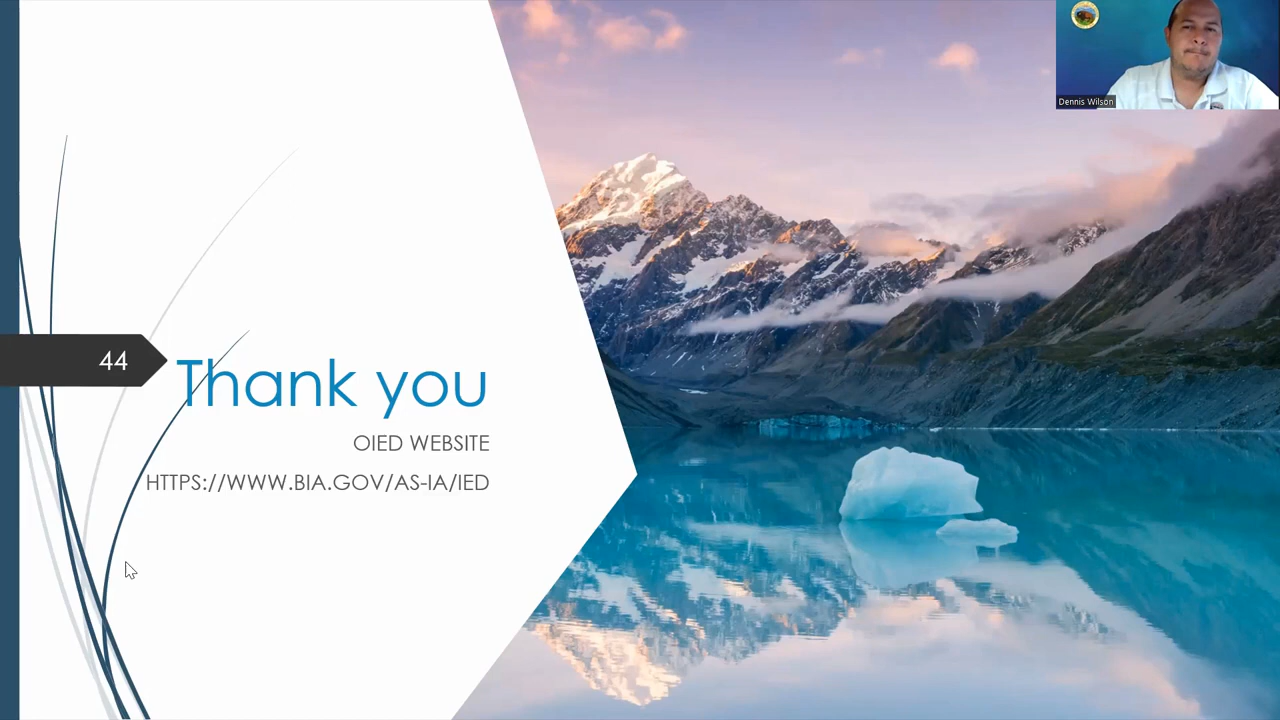 Dennis Wilson
44
Thank you
OIED WEBSITE
HTTPS://WWW.BIA.GOV/AS-IA/IED